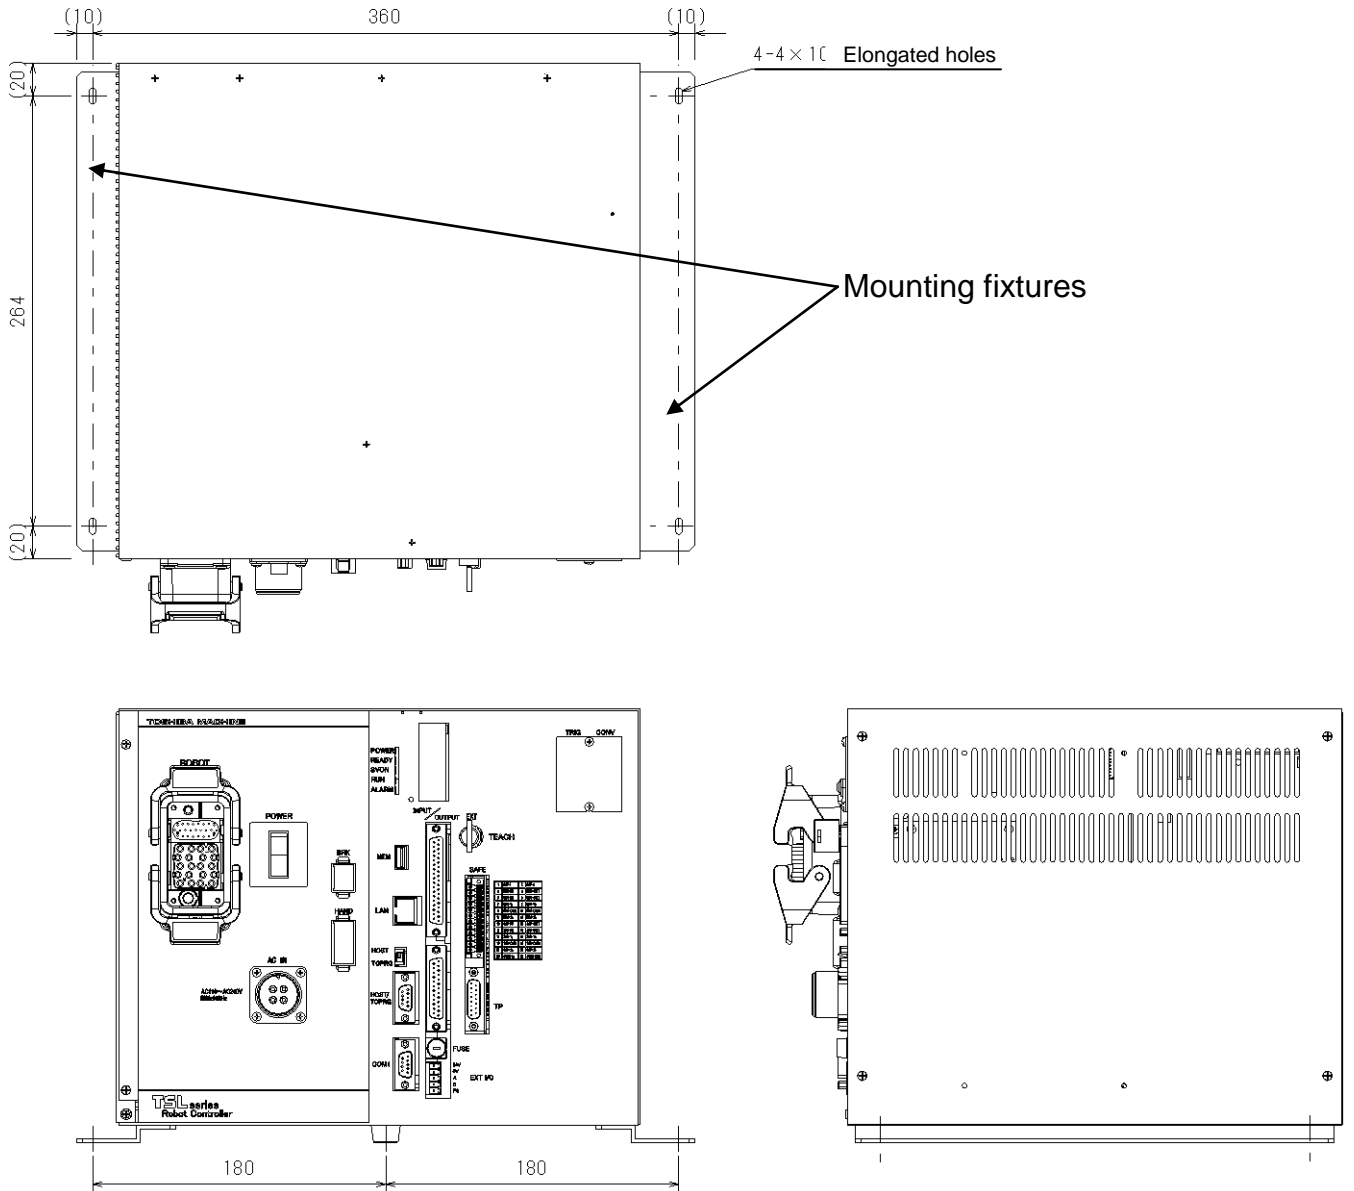 (10)
360
(10)
4-4×10 Elongated holes
(20)
264
(20)
Mounting fixtures
TOSHIBA MACHINE
ROBOT
POWER
BRK
HAND
AC IN
POWER
READY
SVON
RUN
ALARM
INPUT/
OUTPUT
EXT
TEACH
TRIG CONV
MEM
LAN
HOST
TOPRG
HOST/
TOPRG
COM1
SAFE
TP
FUSE
EXT I/O
TSL series
Robot Controller
180
180